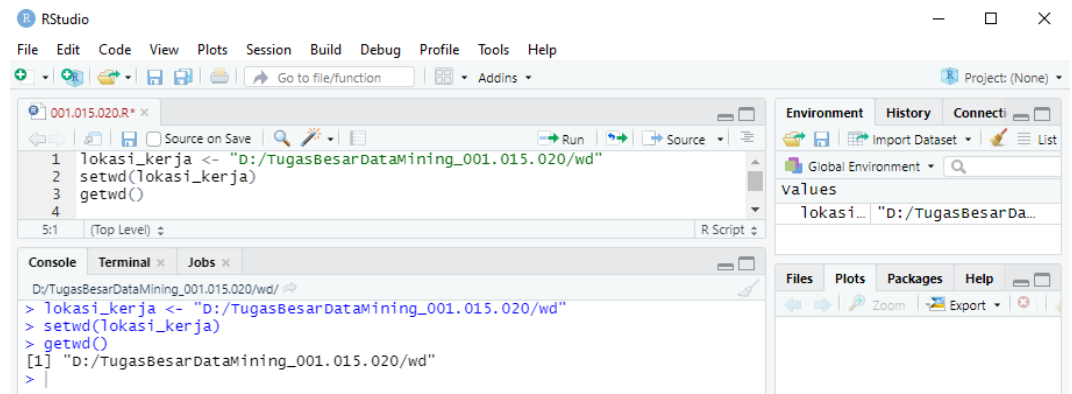 RStudio
File Edit Code View Plots Session Build Debug Profile Tools Help
Go to file/function Addins Project: (None)
001.015.020.R*
Source on Save Run Source
1 lokasi_kerja <- "D:/TugasBesarDataMining_001.015.020/wd"
2 setwd(lokasi_kerja)
3 getwd()
4
5:1 (Top Level) R Script
Console Terminal Jobs
D:/TugasBesarDataMining_001.015.020/wd/
> lokasi_kerja <- "D:/TugasBesarDataMining_001.015.020/wd"
> setwd(lokasi_kerja)
> getwd()
[1] "D:/TugasBesarDataMining_001.015.020/wd"
>
Environment History Connecti
Import Dataset List
Global Environment
Values
lokasi… "D:/TugasBesarDa…
Files Plots Packages Help
Zoom Export